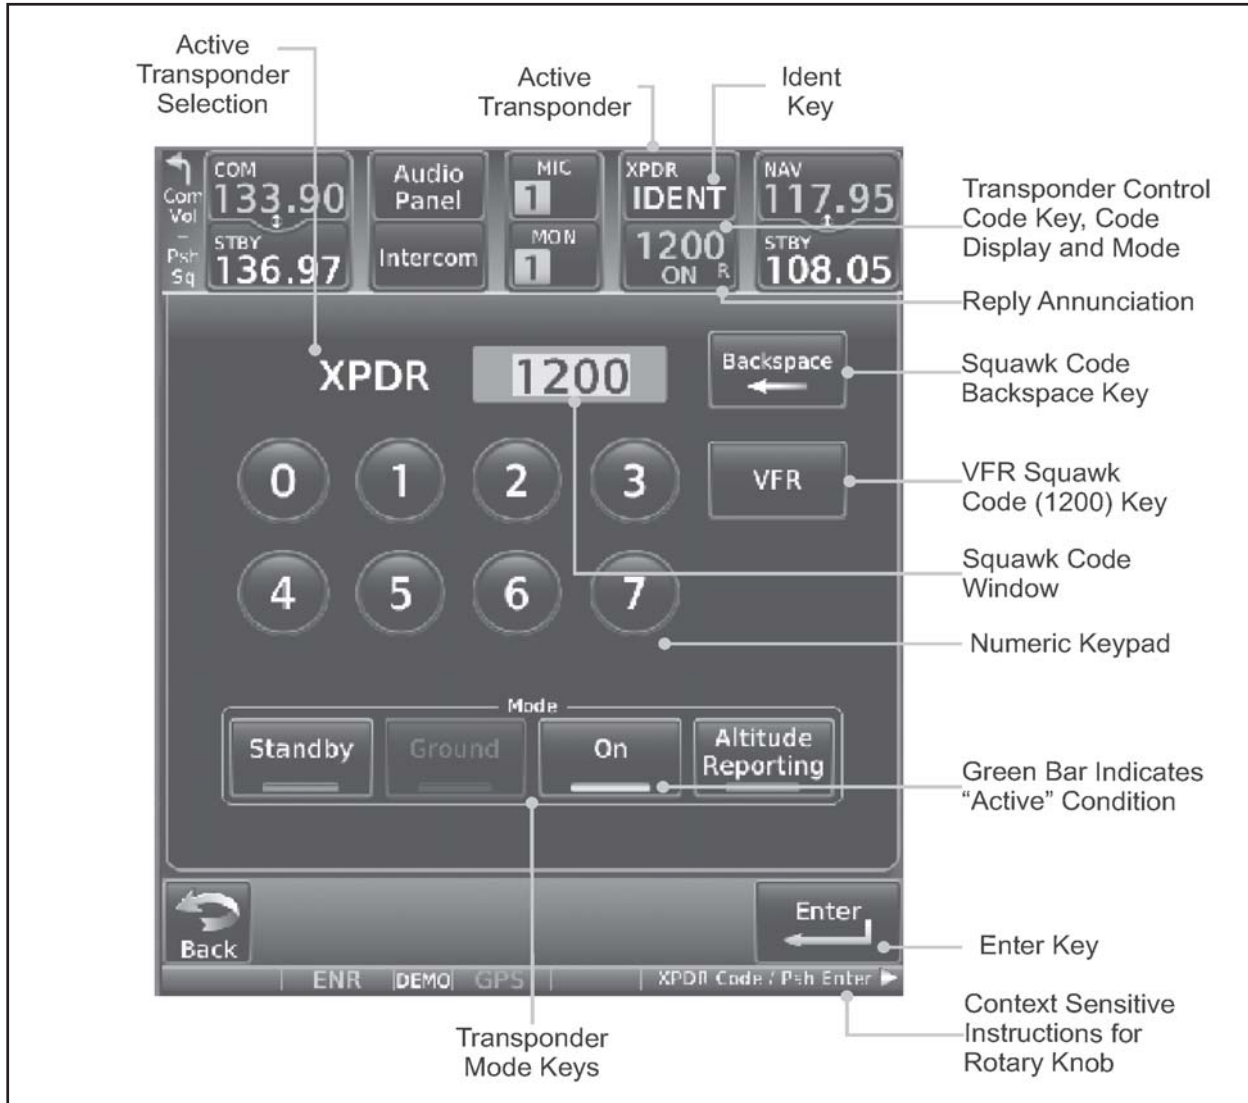 Active
Transponder
Selection
Active
Transponder
Ident
Key
Com
Vol
–
Psh
Sq
COM
133.90
STBY
136.97
Audio
Panel
Intercom
MIC
1
MON
1
XPDR
IDENT
1200
ON R
NAV
117.95
STBY
108.05
Transponder Control
Code Key, Code
Display and Mode
Reply Annunciation
XPDR
1200
Backspace
Squawk Code
Backspace Key
0 1 2 3
VFR
VFR Squawk
Code (1200) Key
4 5 6 7
Squawk Code
Window
Numeric Keypad
Mode
Standby
Ground
On
Altitude
Reporting
Green Bar Indicates
“Active” Condition
Back
Enter
Enter Key
ENR DEMO GPS XPDR Code / Psh Enter
Transponder
Mode Keys
Context Sensitive
Instructions for
Rotary Knob